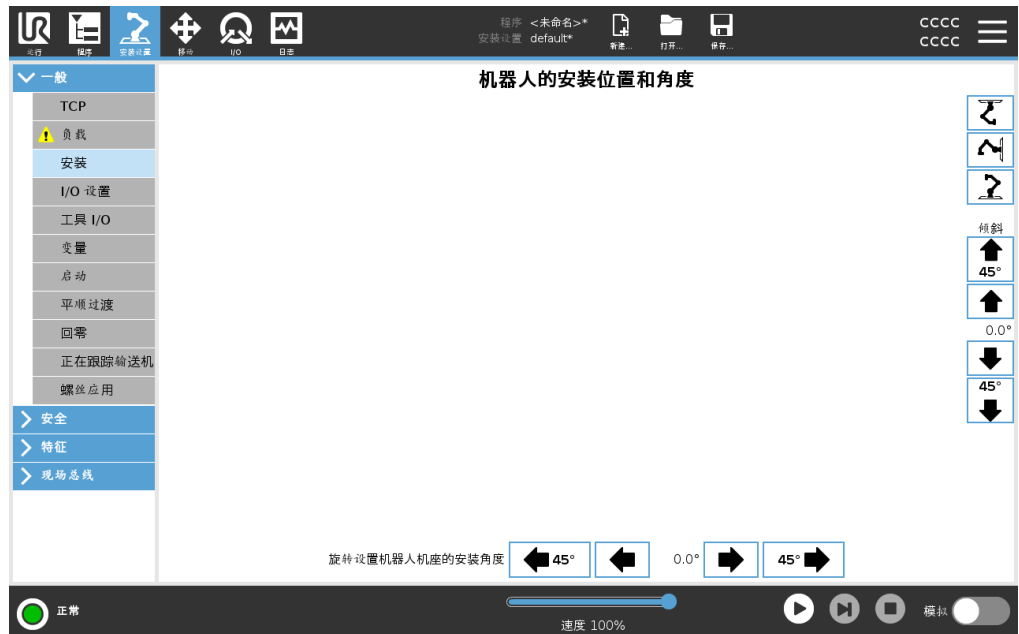 UR
运行
程序
安装设置
移动
I/O
日志
程序 <未命名>*
安装设置 default*
新建...
打开...
保存...
cccc
cccc
一般
TCP
负载
安装
I/O 设置
工具 I/O
变量
启动
平顺过渡
回零
正在跟踪输送机
螺丝应用
安全
特征
现场总线
机器人的安装位置和角度
倾斜
45°
0.0°
45°
旋转设置机器人机座的安装角度
45°
0.0°
45°
正常
速度 100%
模拟